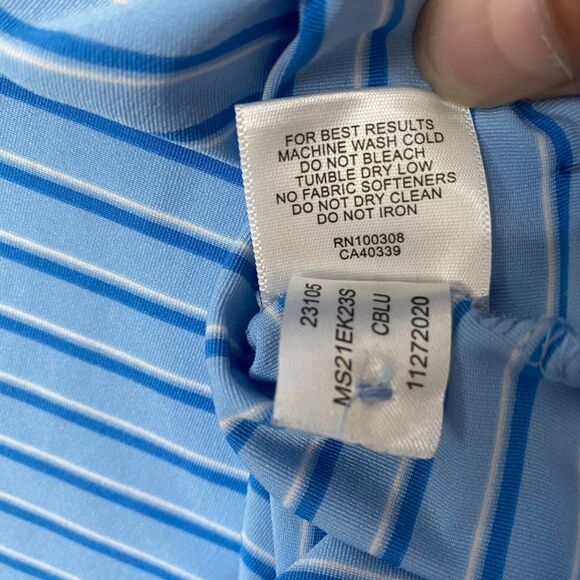 FOR BEST RESULTS
MACHINE WASH COLD
DO NOT BLEACH
TUMBLE DRY LOW
NO FABRIC SOFTENERS
DO NOT DRY CLEAN
DO NOT IRON
RN100308
CA40339
23105
MS21EK23S
CBLU
11272020